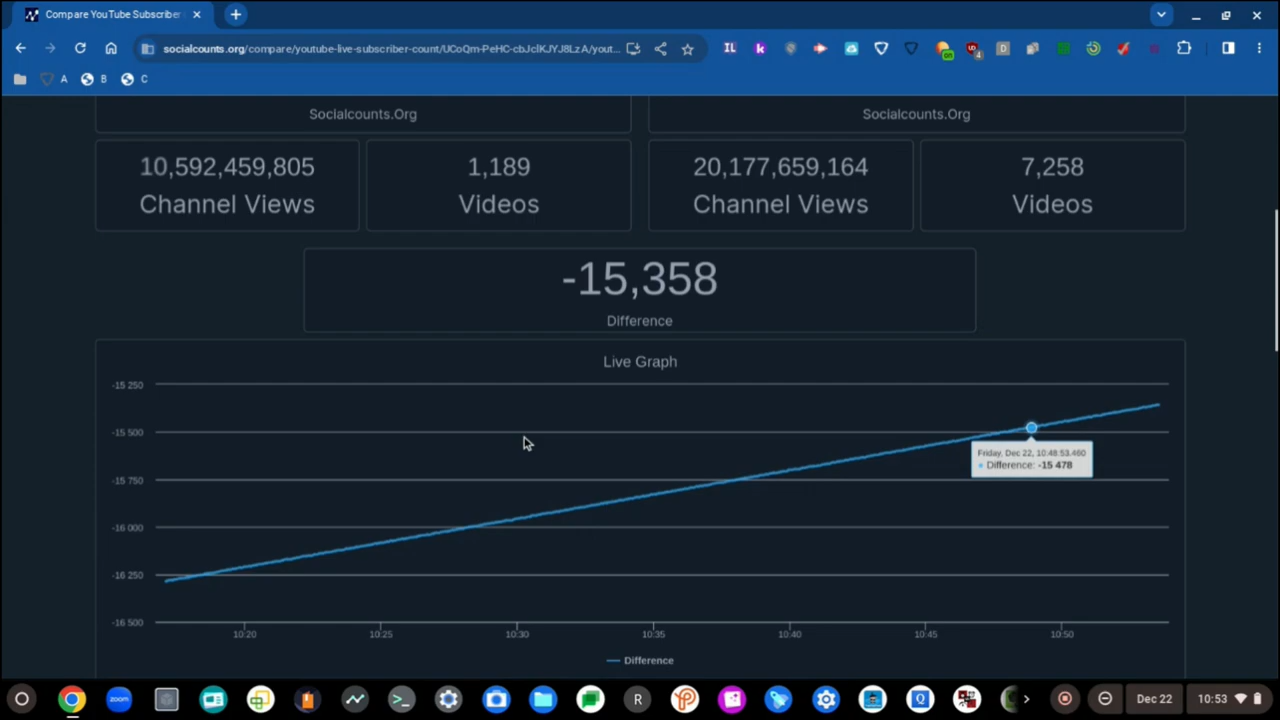 Compare YouTube Subscriber
socialcounts.org/compare/youtube-live-subscriber-count/UCoQm-PeHC-cbJclKJYJ8LzA/yout...
A B C
Socialcounts.Org Socialcounts.Org
10,592,459,805 1,189 20,177,659,164 7,258
Channel Views Videos Channel Views Videos
-15,358
Difference
Live Graph
-15 250
-15 500
Friday, Dec 22, 10:48:53.460
Difference: -15 478
-15 750
-16 000
-16 250
-16 500
10:20 10:25 10:30 10:35 10:40 10:45 10:50
Difference
zoom R Q Dec 22 10:53